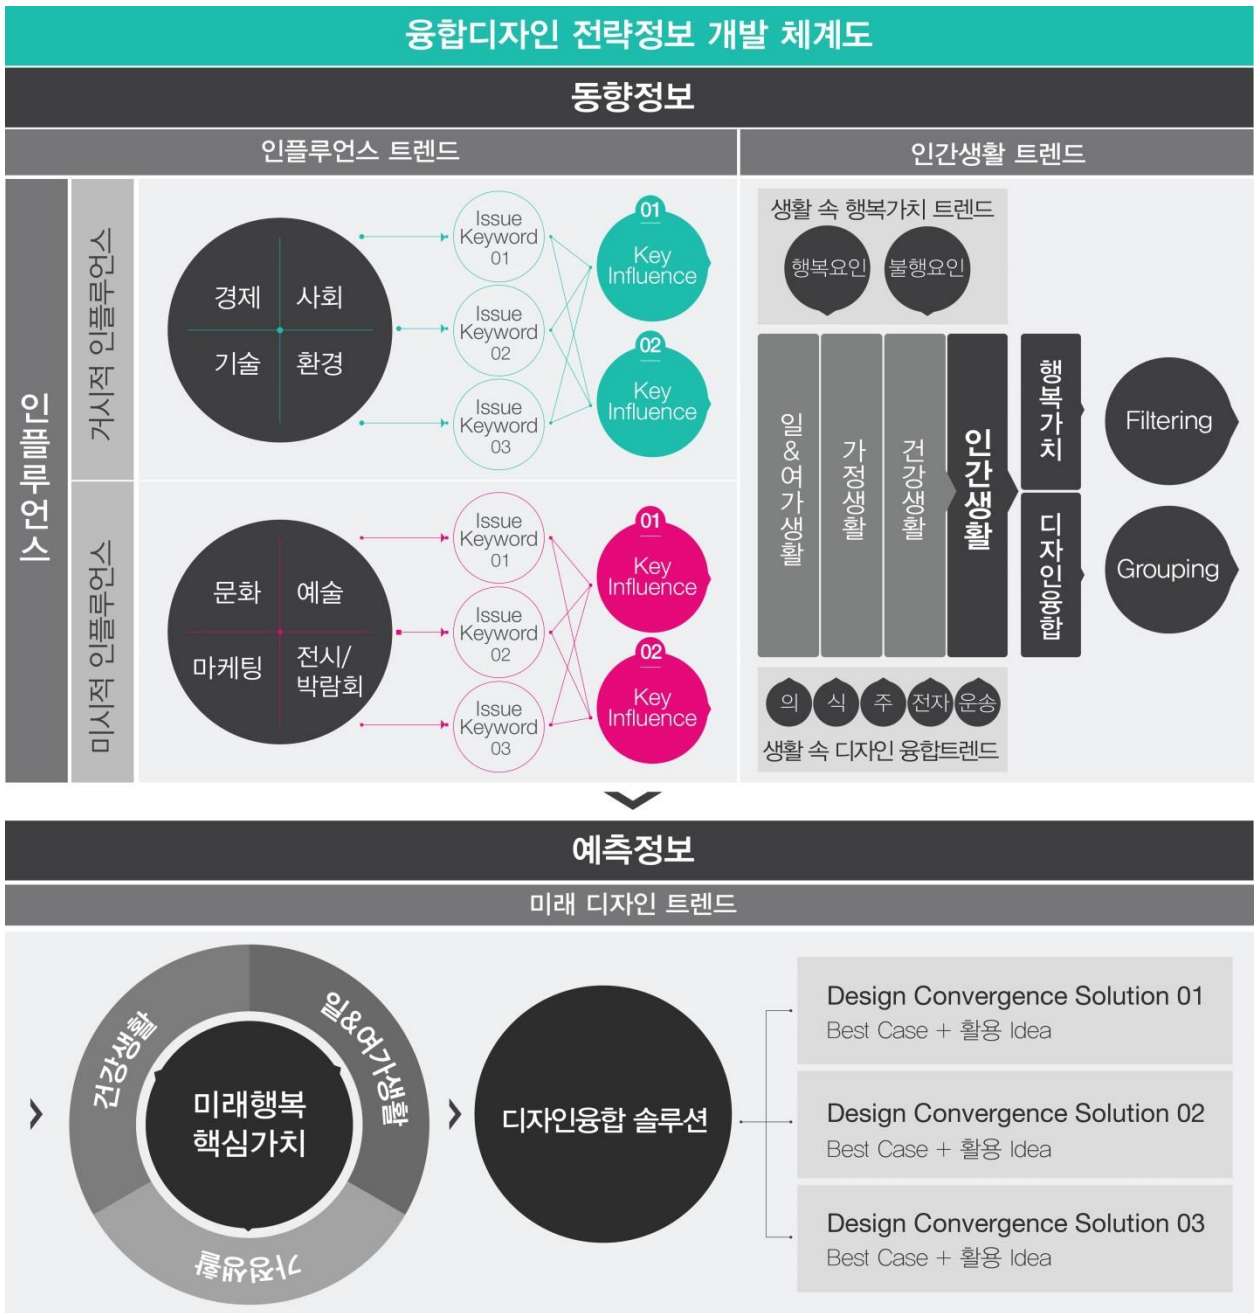 융합디자인 전략정보 개발 체계도
동향정보
인플루언스 트렌드
인간생활 트렌드
인플루언스
거시적 인플루언스
경제
사회
기술
환경
Issue
Keyword
01
Issue
Keyword
02
Issue
Keyword
03
01
Key
Influence
02
Key
Influence
미시적 인플루언스
문화
예술
마케팅
전시/
박람회
Issue
Keyword
01
Issue
Keyword
02
Issue
Keyword
03
01
Key
Influence
02
Key
Influence
생활 속 행복가치 트렌드
행복요인
불행요인
일&여가생활
가정생활
건강생활
인간생활
행복가치
디자인융합
Filtering
Grouping
의
식
주
전자
운송
생활 속 디자인 융합트렌드
예측정보
미래 디자인 트렌드
건강생활
일&여가생활
가정생활
미래행복
핵심가치
디자인융합 솔루션
Design Convergence Solution 01
Best Case + 활용 Idea
Design Convergence Solution 02
Best Case + 활용 Idea
Design Convergence Solution 03
Best Case + 활용 Idea